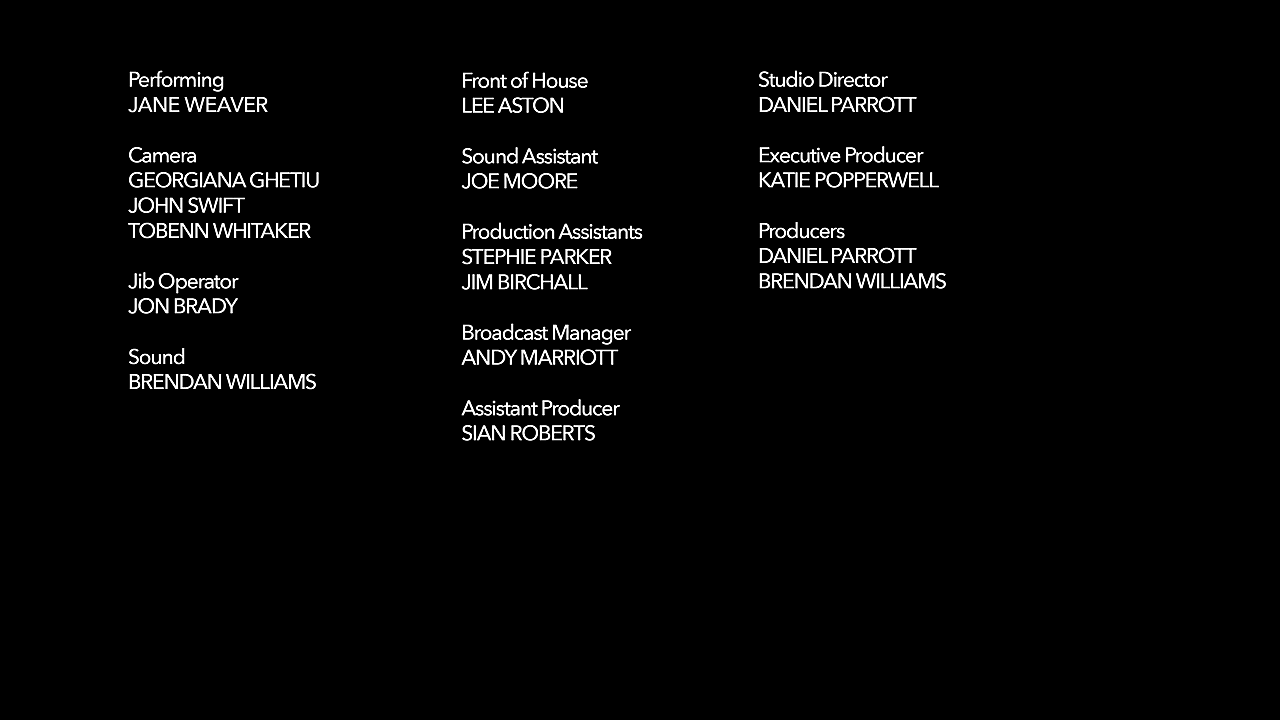 Performing
JANE WEAVER
Camera
GEORGIANA GHETIU
JOHN SWIFT
TOBENN WHITAKER
Jib Operator
JON BRADY
Sound
BRENDAN WILLIAMS
Front of House
LEE ASTON
Sound Assistant
JOE MOORE
Production Assistants
STEPHIE PARKER
JIM BIRCHALL
Broadcast Manager
ANDY MARRIOTT
Assistant Producer
SIAN ROBERTS
Studio Director
DANIEL PARROTT
Executive Producer
KATIE POPPERWELL
Producers
DANIEL PARROTT
BRENDAN WILLIAMS